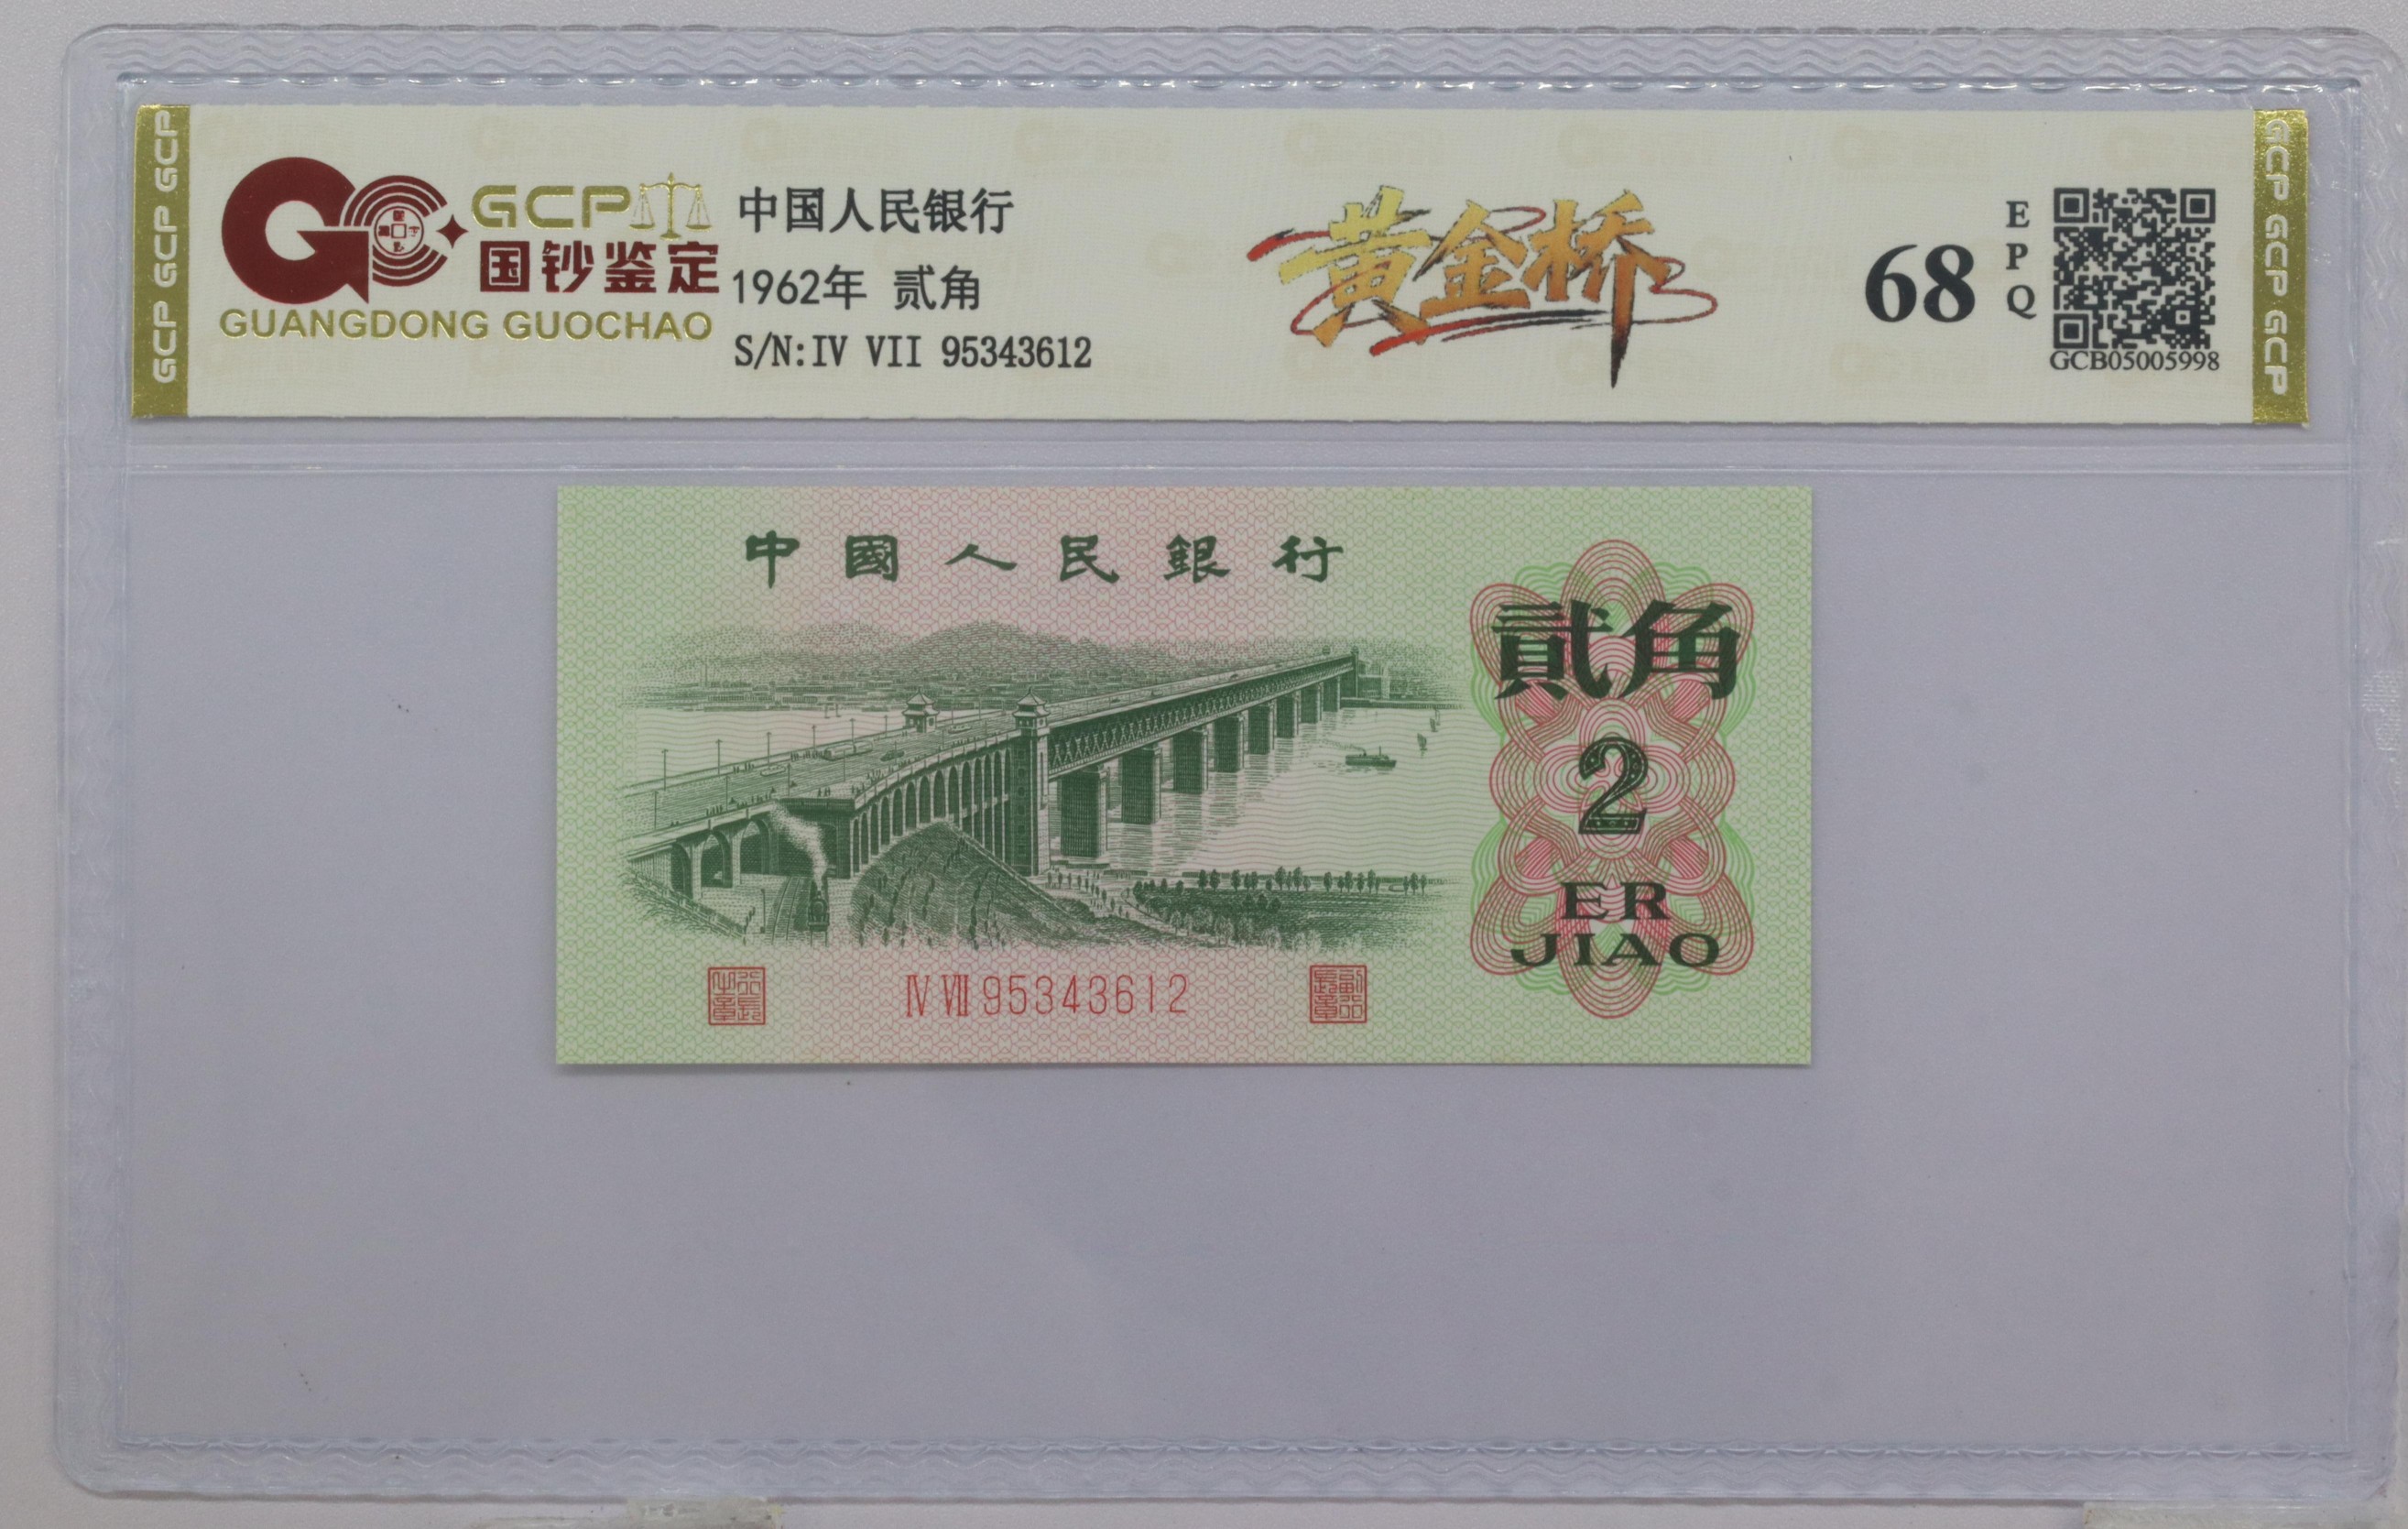 GCP GCP GCP
GCP
国钞鉴定
GUANGDONG GUOCHAO
中国人民银行
1962年 贰角
S/N:IV VII 95343612
黄金桥
68
EPQ
GCB05005998
GCP GCP GCP
中國人民銀行
貳角
2
ER
JIAO
IV VII 95343612